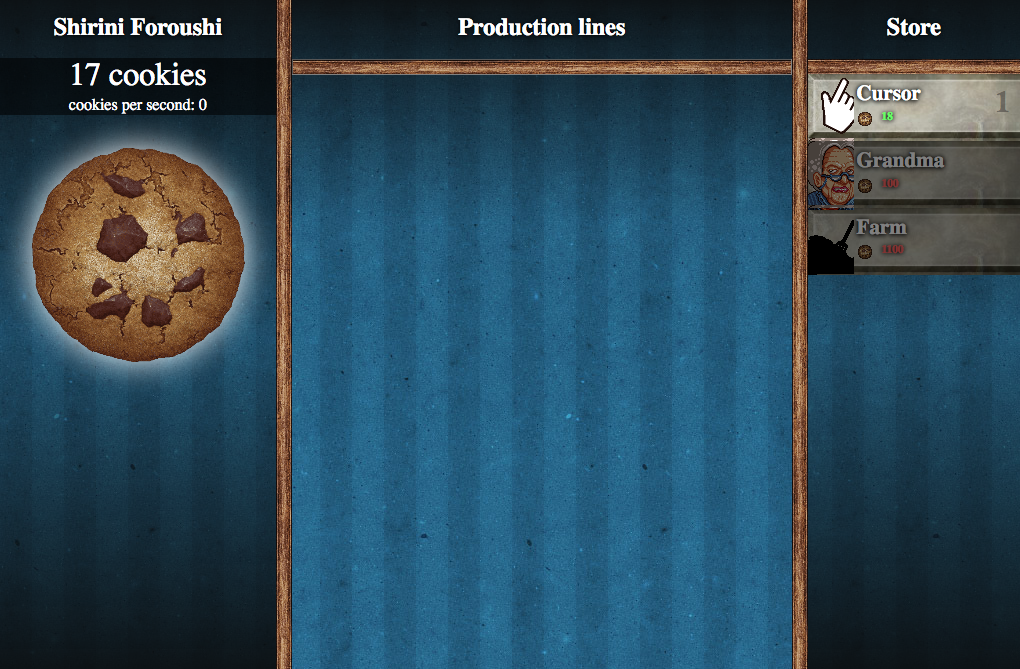 Shirini Foroushi
17 cookies
cookies per second: 0
Production lines
Store
Cursor
18
1
Grandma
100
Farm
1100